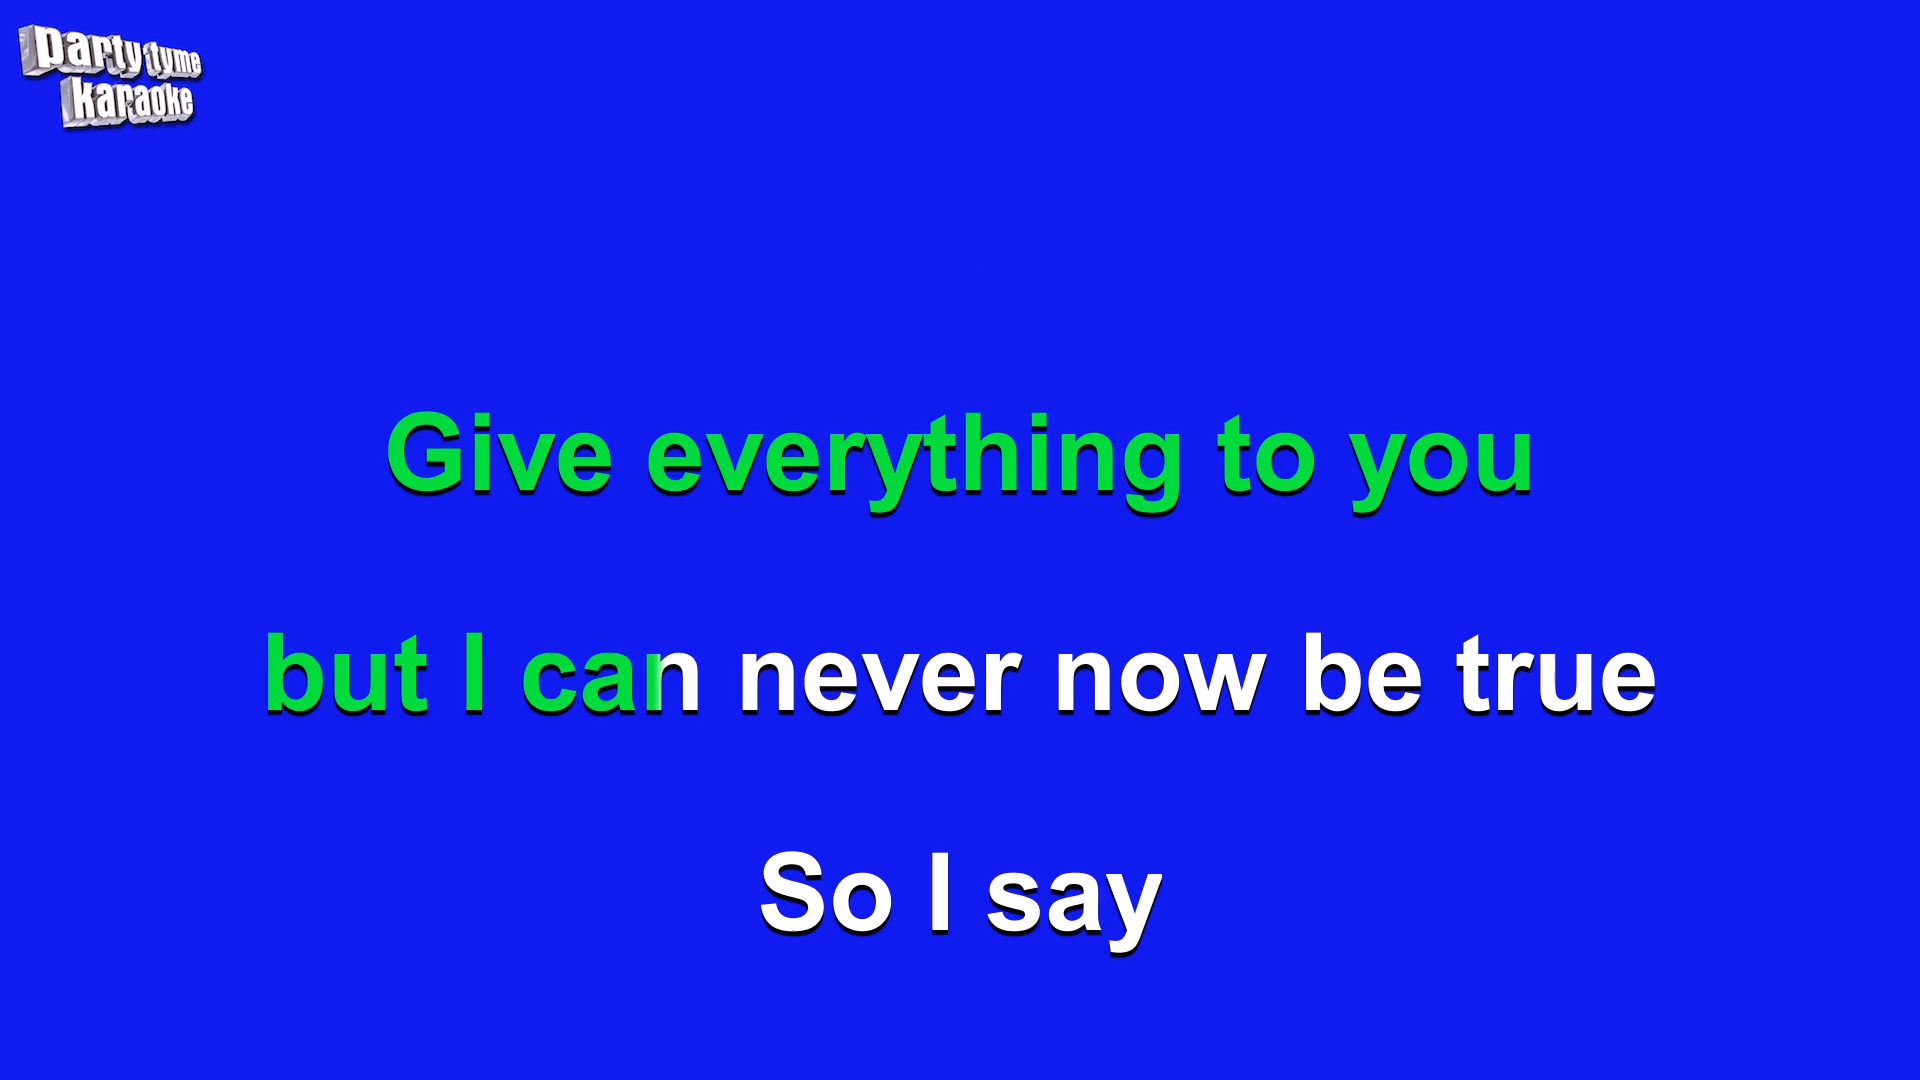 party tyme
karaoke
Give everything to you
but I can never now be true
So I say